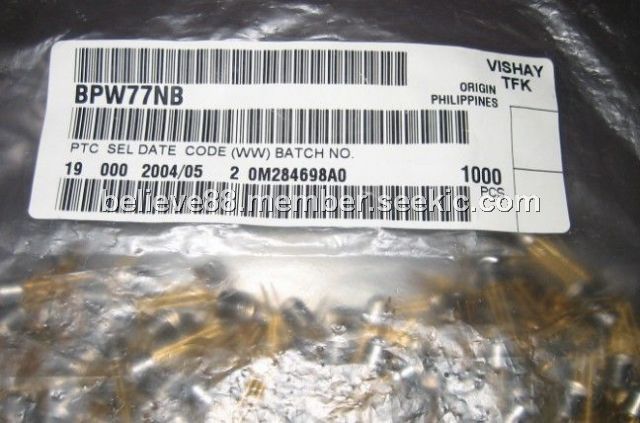 VISHAY
TFK
BPW77NB
ORIGIN
PHILIPPINES
PTC SEL DATE CODE (WW) BATCH NO.
19 000 2004/05 2 0M284698A0 1000
PCS
believe88.member.seekic.com